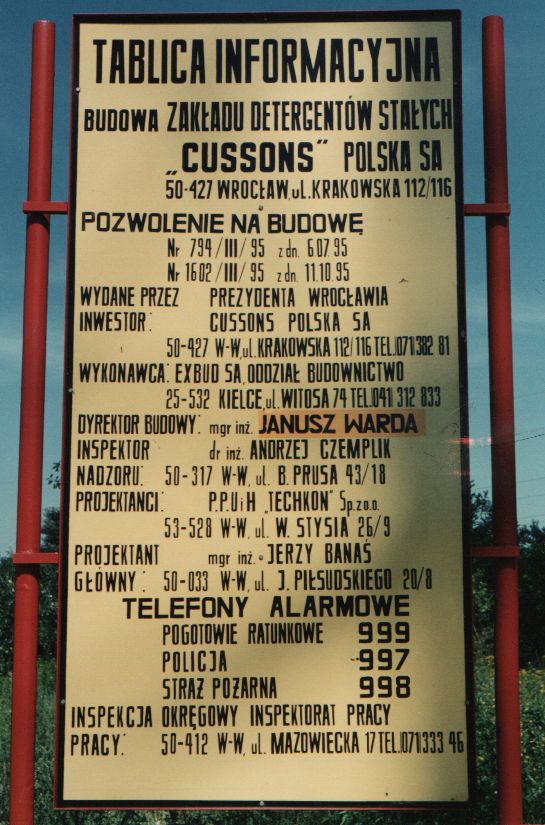 TABLICA INFORMACYJNA
BUDOWA ZAKŁADU DETERGENTÓW STAŁYCH
„CUSSONS" POLSKA SA
50-427 WROCŁAW, ul. KRAKOWSKA 112/116
POZWOLENIE NA BUDOWĘ
Nr 794/III/95 z dn. 6.07.95
Nr 1602/III/95 z dn. 11.10.95
WYDANE PRZEZ PREZYDENTA WROCŁAWIA
INWESTOR: CUSSONS POLSKA SA
50-427 W-W, ul. KRAKOWSKA 112/116 TEL.(071)382 81
WYKONAWCA: EXBUD SA, ODDZIAŁ BUDOWNICTWO
25-532 KIELCE, ul. WITOSA 74 TEL.(041) 312 833
DYREKTOR BUDOWY: mgr inż. JANUSZ WARDA
INSPEKTOR dr inż. ANDRZEJ CZEMPLIK
NADZORU: 50-317 W-W, ul. B. PRUSA 43/18
PROJEKTANCI: P.P.U i H „TECHKON" Sp. z o.o.
53-528 W-W, ul. W. STYSIA 26/9
PROJEKTANT mgr inż. JERZY BANAŚ
GŁÓWNY: 50-033 W-W, ul. J. PIŁSUDSKIEGO 20/8
TELEFONY ALARMOWE
POGOTOWIE RATUNKOWE 999
POLICJA 997
STRAŻ POŻARNA 998
INSPEKCJA OKRĘGOWY INSPEKTORAT PRACY
PRACY: 50-412 W-W, ul. MAZOWIECKA 17 TEL.(071)333 46